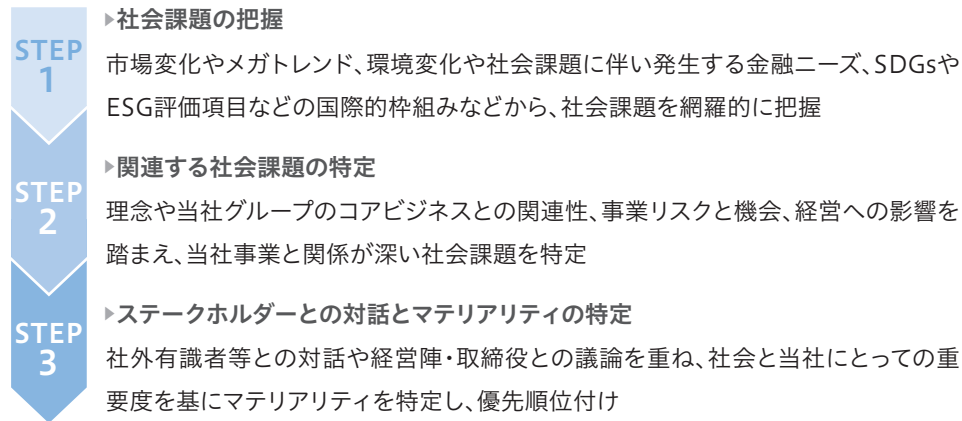 STEP
1
▶社会課題の把握
市場変化やメガトレンド、環境変化や社会課題に伴い発生する金融ニーズ、SDGsや
ESG評価項目などの国際的枠組みなどから、社会課題を網羅的に把握
STEP
2
▶関連する社会課題の特定
理念や当社グループのコアビジネスとの関連性、事業リスクと機会、経営への影響を
踏まえ、当社事業と関係が深い社会課題を特定
STEP
3
▶ステークホルダーとの対話とマテリアリティの特定
社外有識者等との対話や経営陣・取締役との議論を重ね、社会と当社にとっての重
要度を基にマテリアリティを特定し、優先順位付け